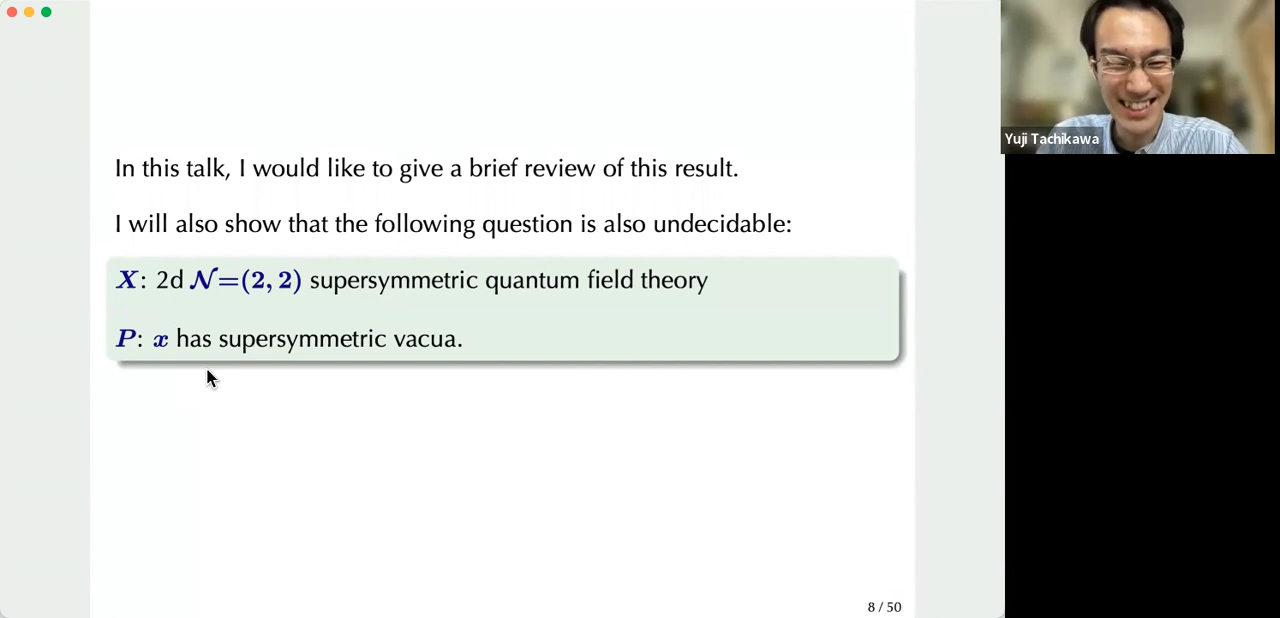 In this talk, I would like to give a brief review of this result.
I will also show that the following question is also undecidable:
X: 2d 𝒩=(2, 2) supersymmetric quantum field theory
P: x has supersymmetric vacua.
8 / 50
Yuji Tachikawa